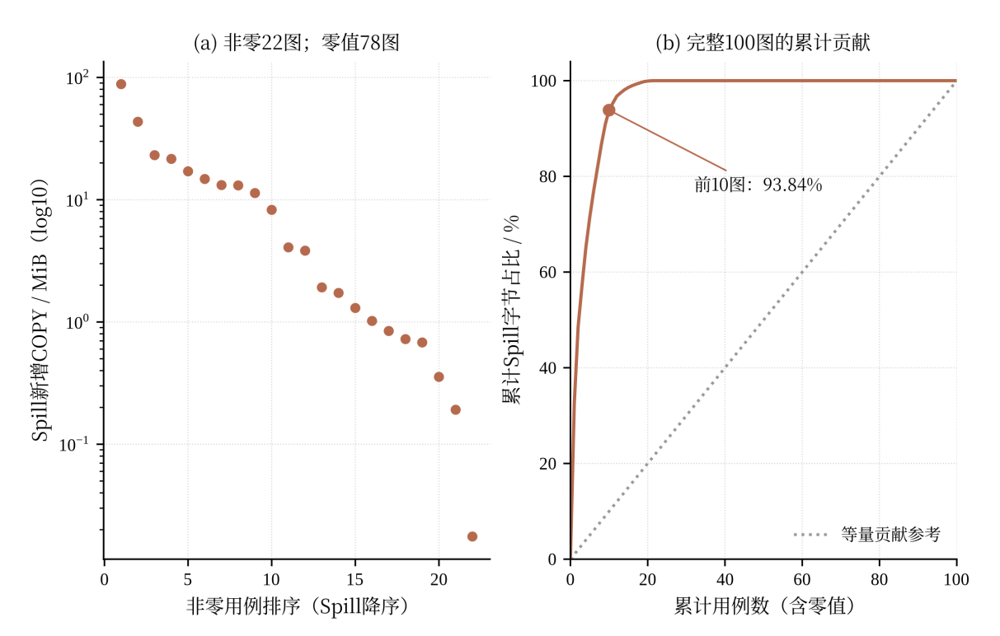 (a) 非零22图；零值78图
10²
10¹
10⁰
10⁻¹
0 5 10 15 20
Spill新增COPY / MiB（log10）
非零用例排序（Spill降序）
(b) 完整100图的累计贡献
100
80
60
40
20
0
0 20 40 60 80 100
累计Spill字节占比 / %
前10图：93.84%
等量贡献参考
累计用例数（含零值）